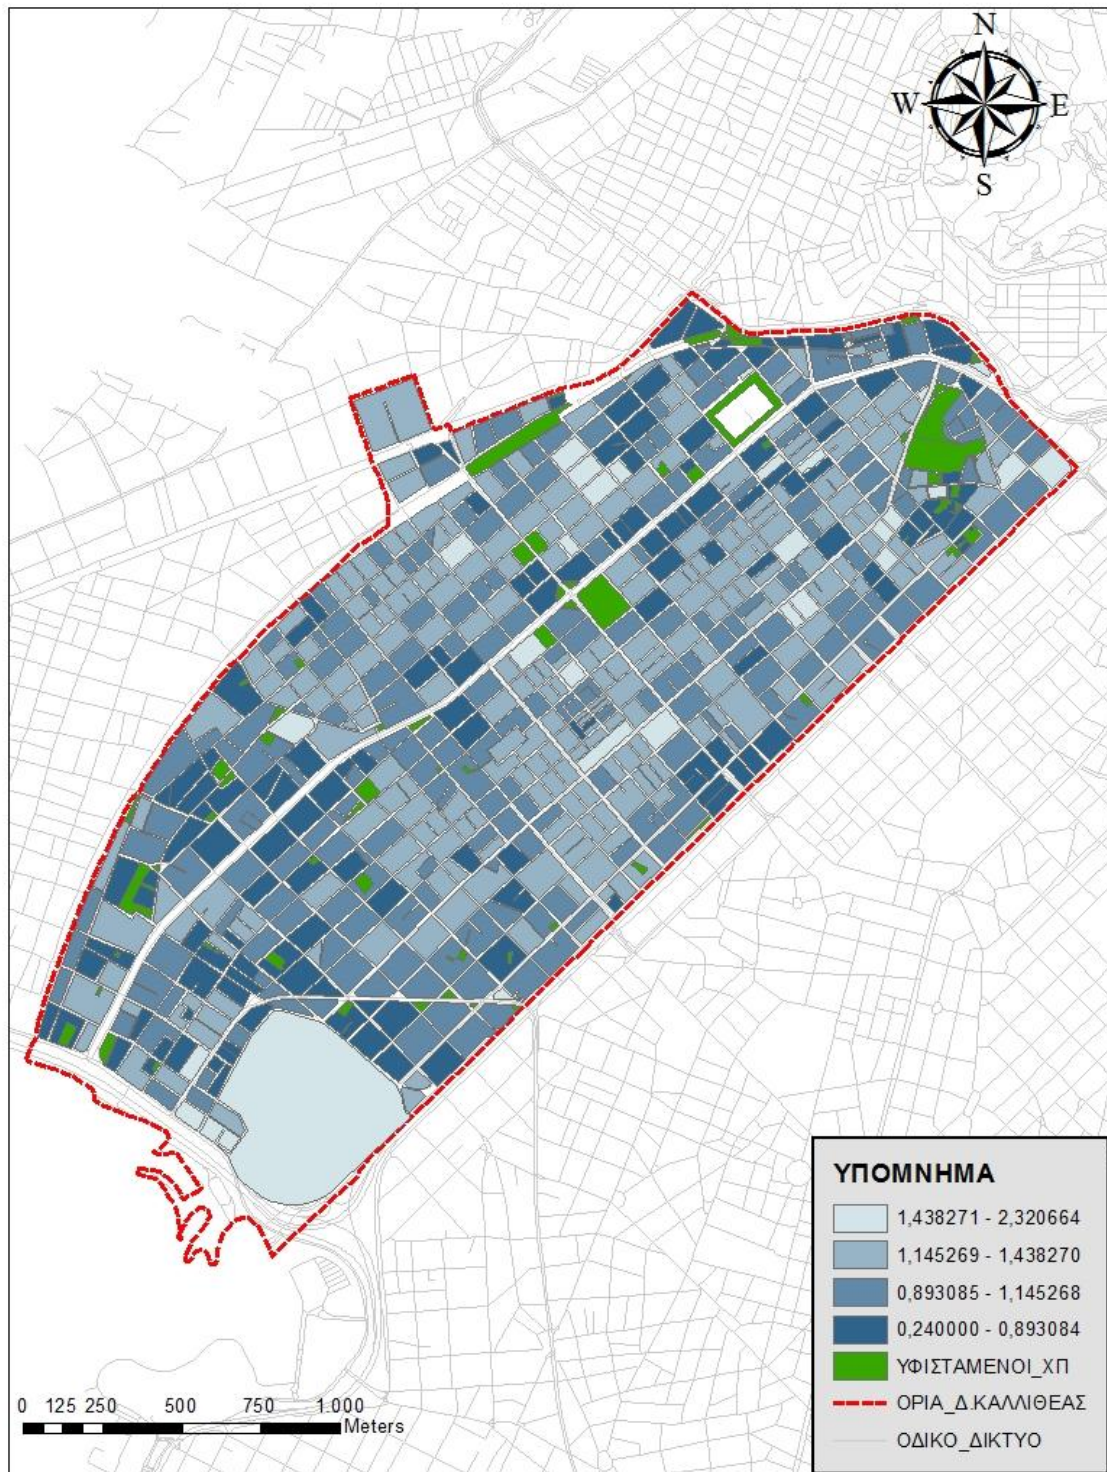 N
W E
S
ΥΠΟΜΝΗΜΑ
1,438271 - 2,320664
1,145269 - 1,438270
0,893085 - 1,145268
0,240000 - 0,893084
ΥΦΙΣΤΑΜΕΝΟΙ_ΧΠ
ΟΡΙΑ_Δ.ΚΑΛΛΙΘΕΑΣ
ΟΔΙΚΟ_ΔΙΚΤΥΟ
0 125 250 500 750 1.000
Meters